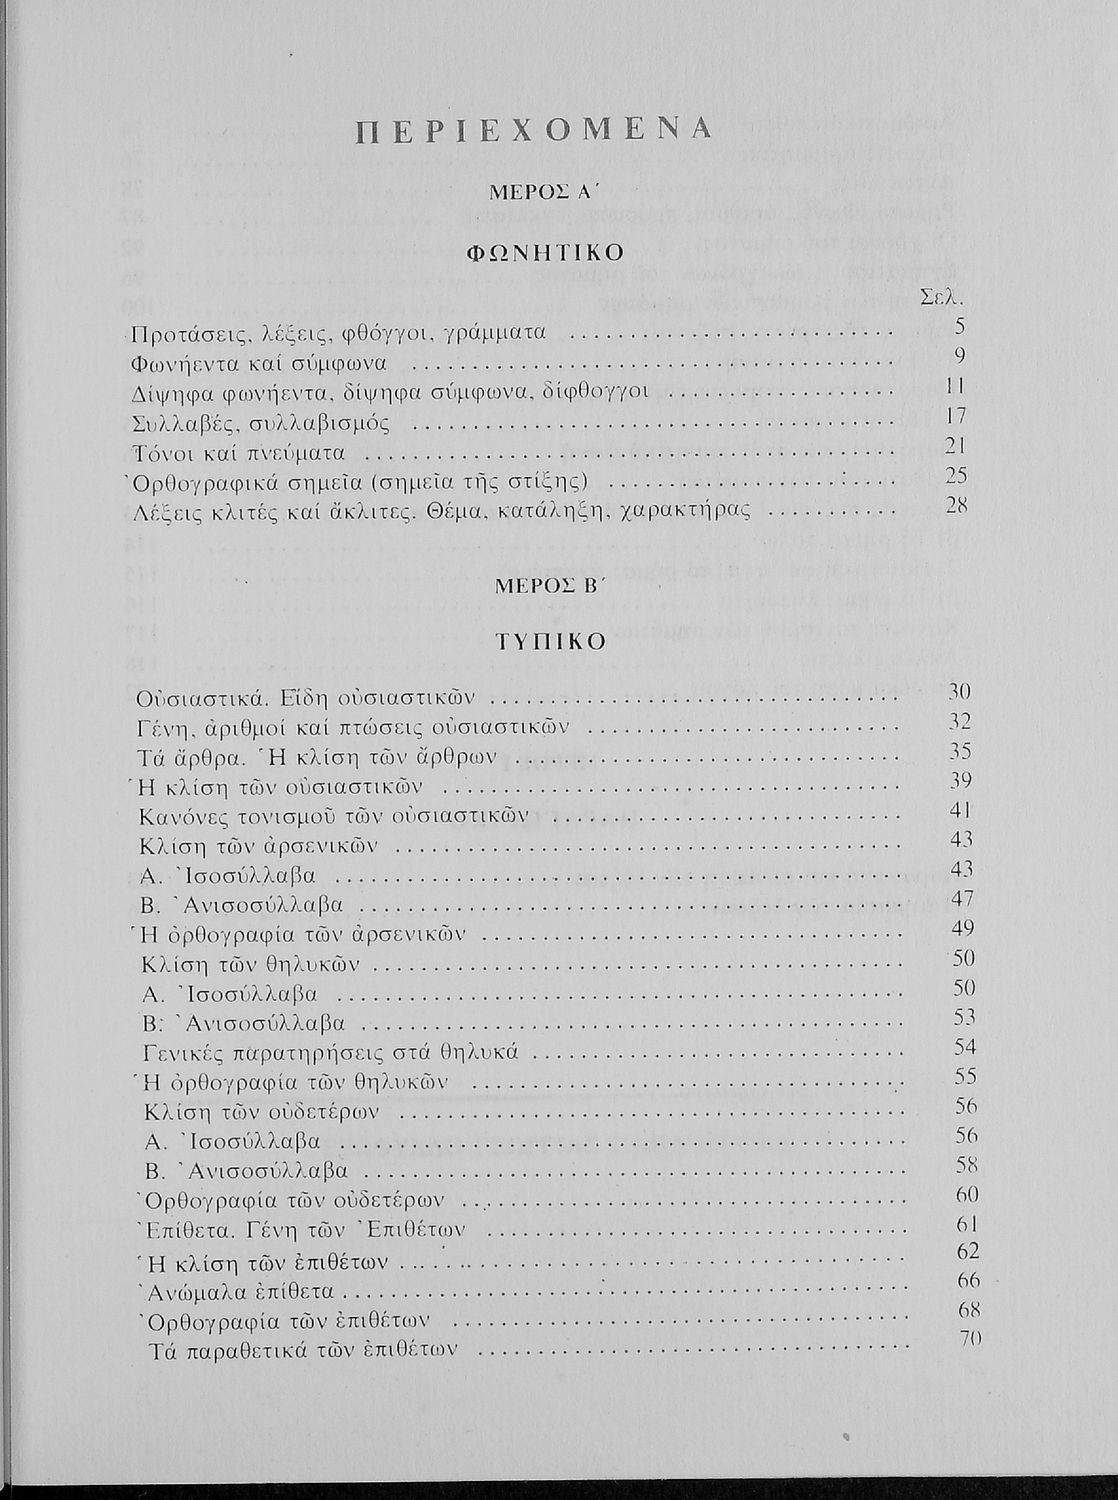 ΠΕΡΙΕΧΟΜΕΝΑ
ΜΕΡΟΣ Α΄
ΦΩΝΗΤΙΚΟ
Σελ.
Προτάσεις, λέξεις, φθόγγοι, γράμματα .......................... 5
Φωνήεντα καί σύμφωνα .......................... 9
Δίψηφα φωνήεντα, δίψηφα σύμφωνα, δίφθογγοι .......................... 11
Συλλαβές, συλλαβισμός .......................... 17
Τόνοι καί πνεύματα .......................... 21
Ὀρθογραφικά σημεῖα (σημεῖα τῆς στίξης) .......................... 25
Λέξεις κλιτές καί ἄκλιτες. Θέμα, κατάληξη, χαρακτήρας .......................... 28
ΜΕΡΟΣ Β΄
ΤΥΠΙΚΟ
Οὐσιαστικά. Εἴδη οὐσιαστικῶν .......................... 30
Γένη, ἀριθμοί καί πτώσεις οὐσιαστικῶν .......................... 32
Τά ἄρθρα. Ἡ κλίση τῶν ἄρθρων .......................... 35
Ἡ κλίση τῶν οὐσιαστικῶν .......................... 39
Κανόνες τονισμοῦ τῶν οὐσιαστικῶν .......................... 41
Κλίση τῶν ἀρσενικῶν .......................... 43
Α. Ἰσοσύλλαβα .......................... 43
Β. Ἀνισοσύλλαβα .......................... 47
Ἡ ὀρθογραφία τῶν ἀρσενικῶν .......................... 49
Κλίση τῶν θηλυκῶν .......................... 50
Α. Ἰσοσύλλαβα .......................... 50
Β. Ἀνισοσύλλαβα .......................... 53
Γενικές παρατηρήσεις στά θηλυκά .......................... 54
Ἡ ὀρθογραφία τῶν θηλυκῶν .......................... 55
Κλίση τῶν οὐδετέρων .......................... 56
Α. Ἰσοσύλλαβα .......................... 56
Β. Ἀνισοσύλλαβα .......................... 58
Ὀρθογραφία τῶν οὐδετέρων .......................... 60
Ἐπίθετα. Γένη τῶν Ἐπιθέτων .......................... 61
Ἡ κλίση τῶν ἐπιθέτων .......................... 62
Ἀνώμαλα ἐπίθετα .......................... 66
Ὀρθογραφία τῶν ἐπιθέτων .......................... 68
Τά παραθετικά τῶν ἐπιθέτων .......................... 70